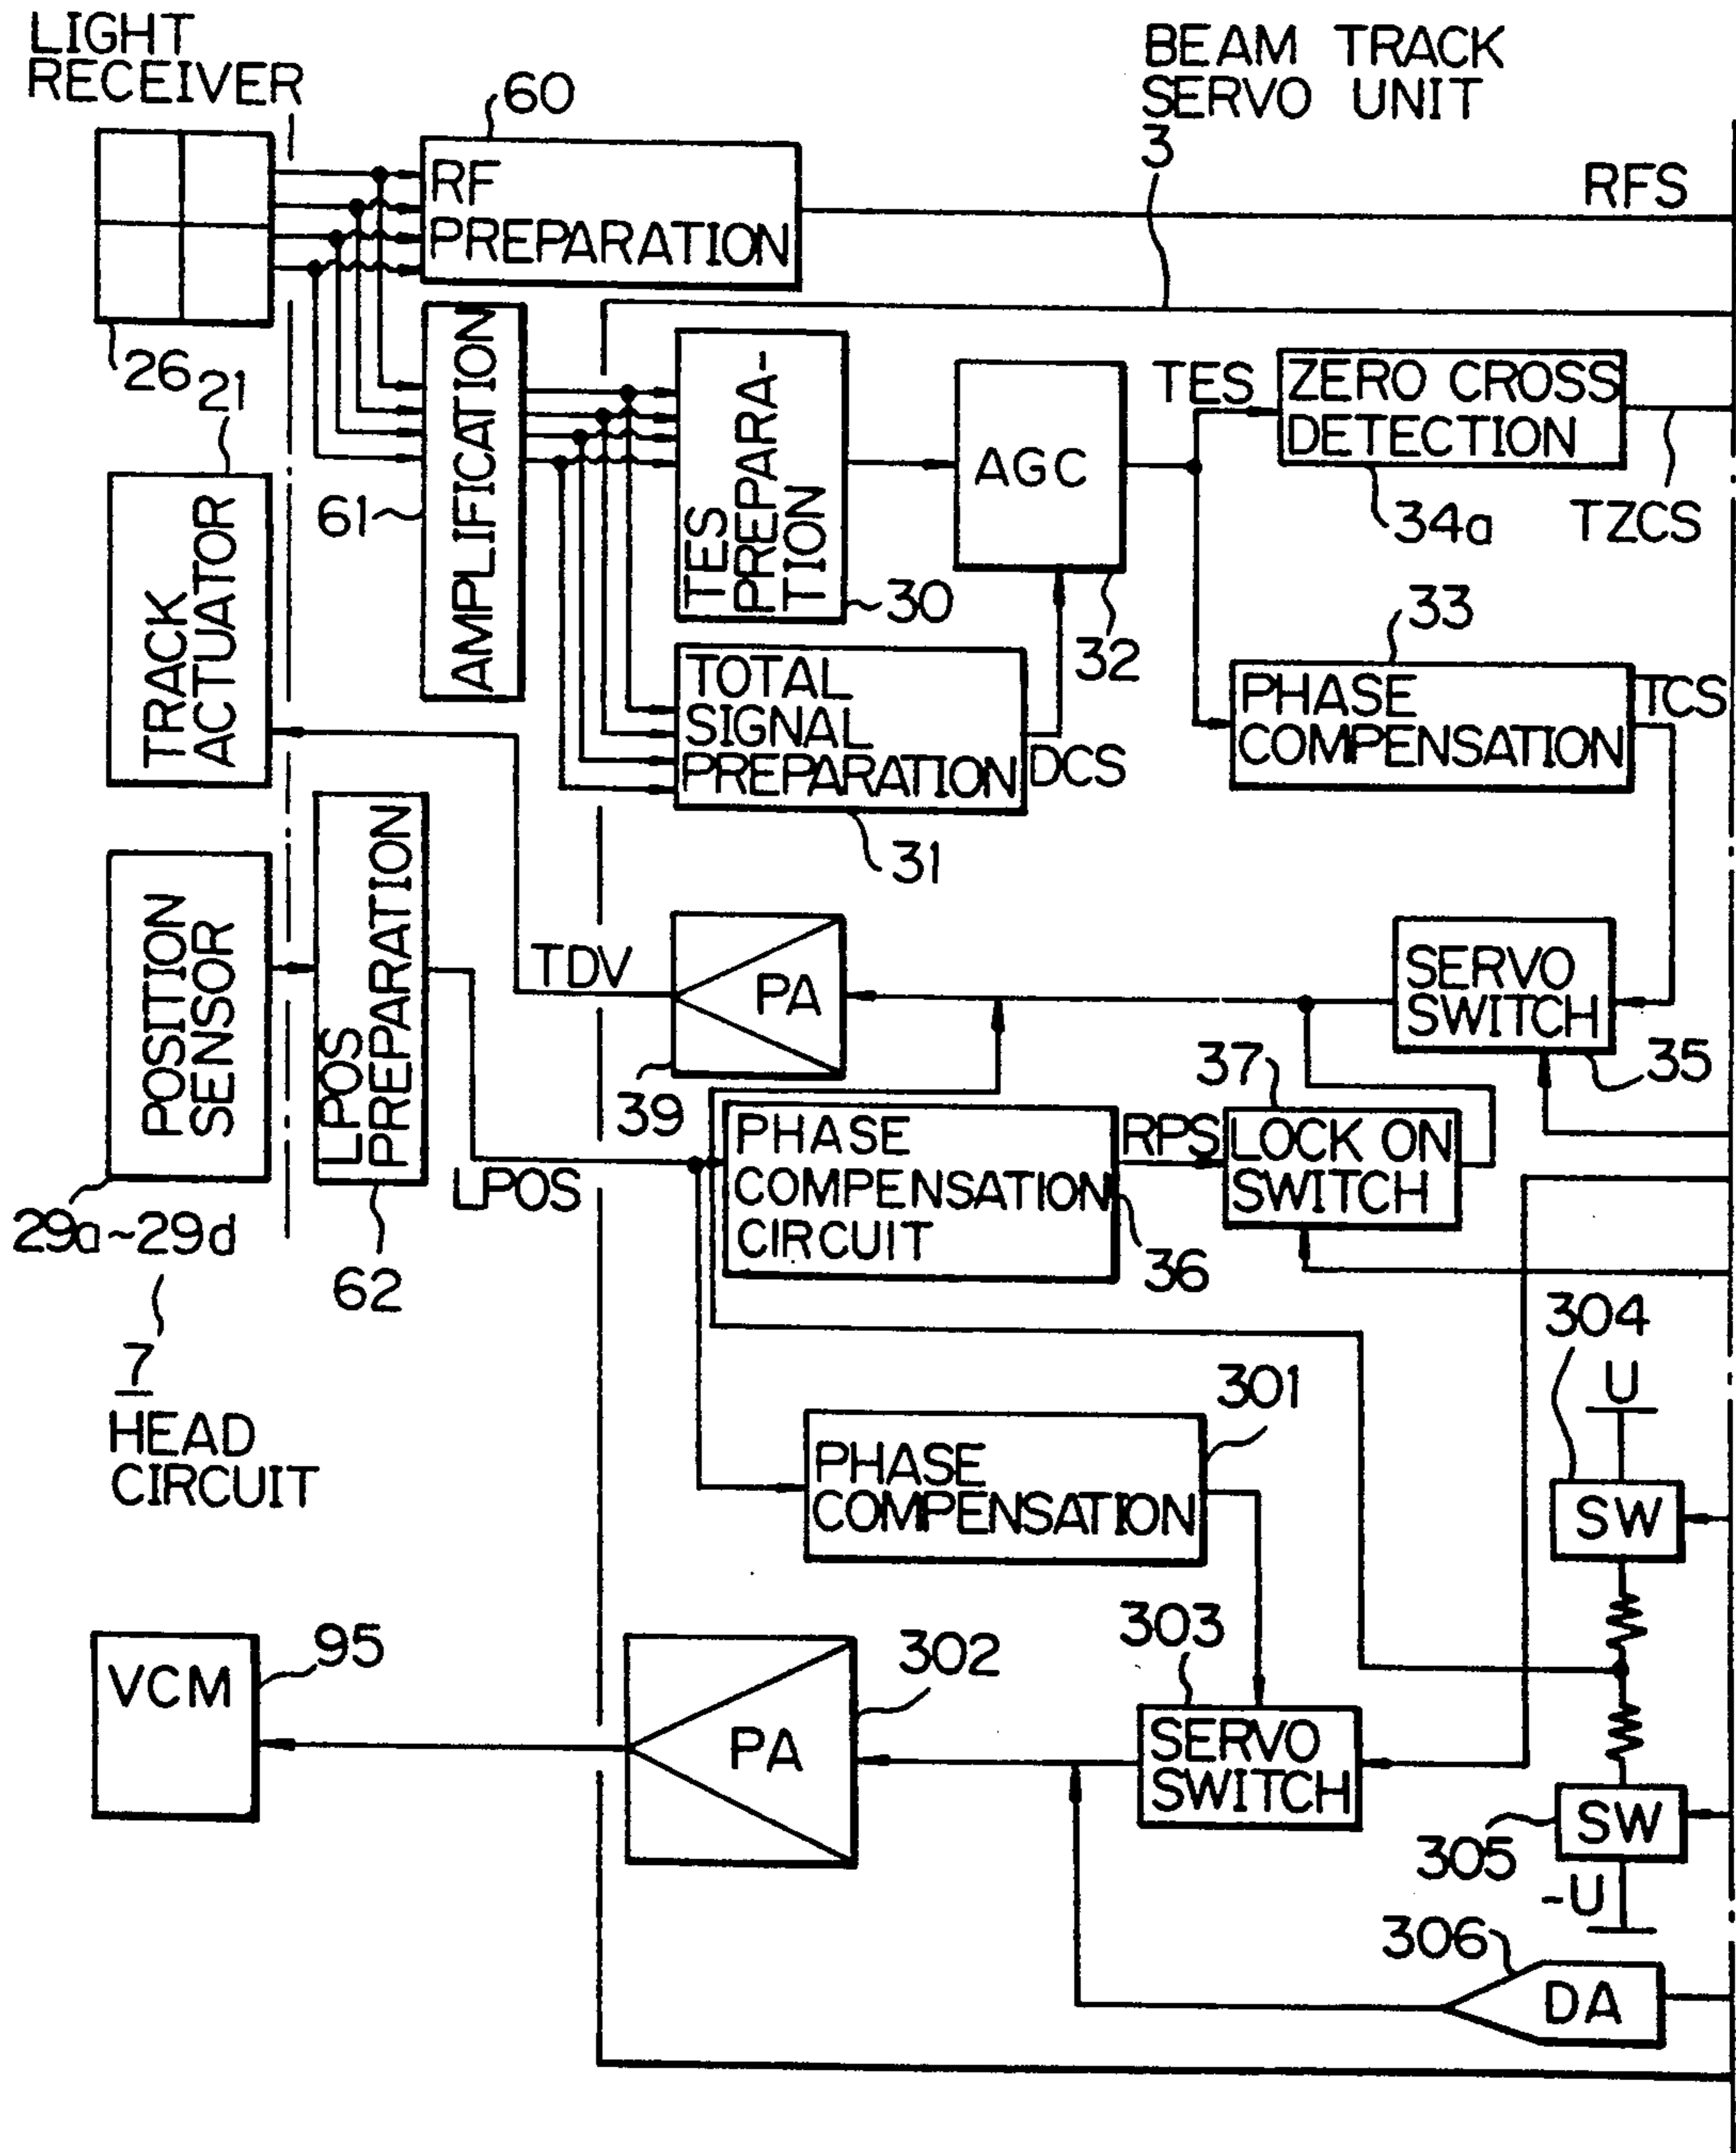 LIGHT
RECEIVER
BEAM TRACK
SERVO UNIT
3
60
RF
PREPARATION
RFS
26
21
AMPLIFICATION
61
TES
PREPARA-
TION
30
AGC
32
TES
ZERO CROSS
DETECTION
34a
TZCS
TRACK
ACTUATOR
TOTAL
SIGNAL
PREPARATION
31
DCS
33
PHASE
COMPENSATION
TCS
POSITION
SENSOR
29a~29d
LPOS
PREPARATION
62
TDV
PA
39
SERVO
SWITCH
35
37
LPOS
PHASE
COMPENSATION
CIRCUIT
36
RPS
LOCK ON
SWITCH
7
HEAD
CIRCUIT
304
U
301
PHASE
COMPENSATION
SW
VCM
95
302
PA
303
SERVO
SWITCH
SW
305
-U
306
DA